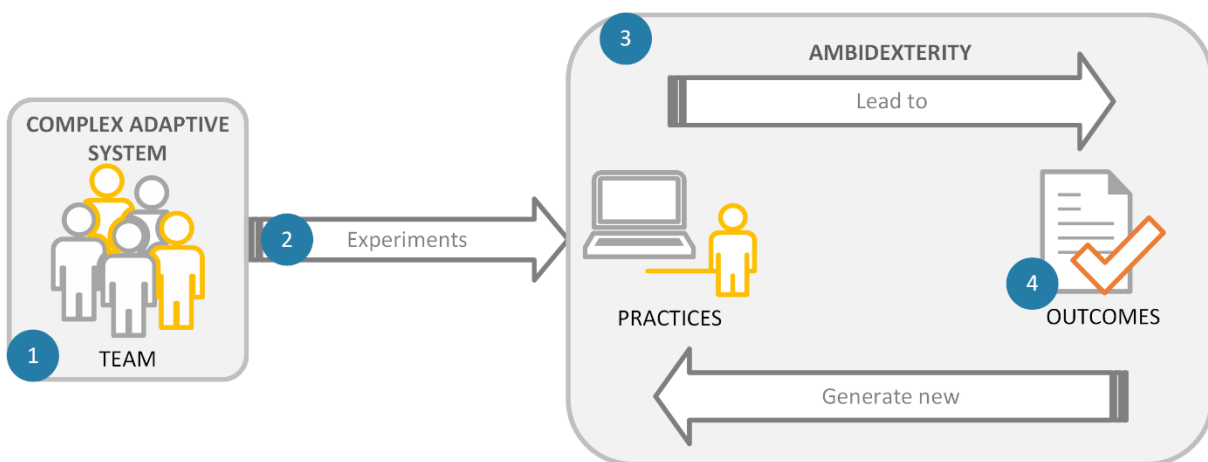 COMPLEX ADAPTIVE
SYSTEM
1
TEAM
2
Experiments
3
AMBIDEXTERITY
Lead to
PRACTICES
4
OUTCOMES
Generate new